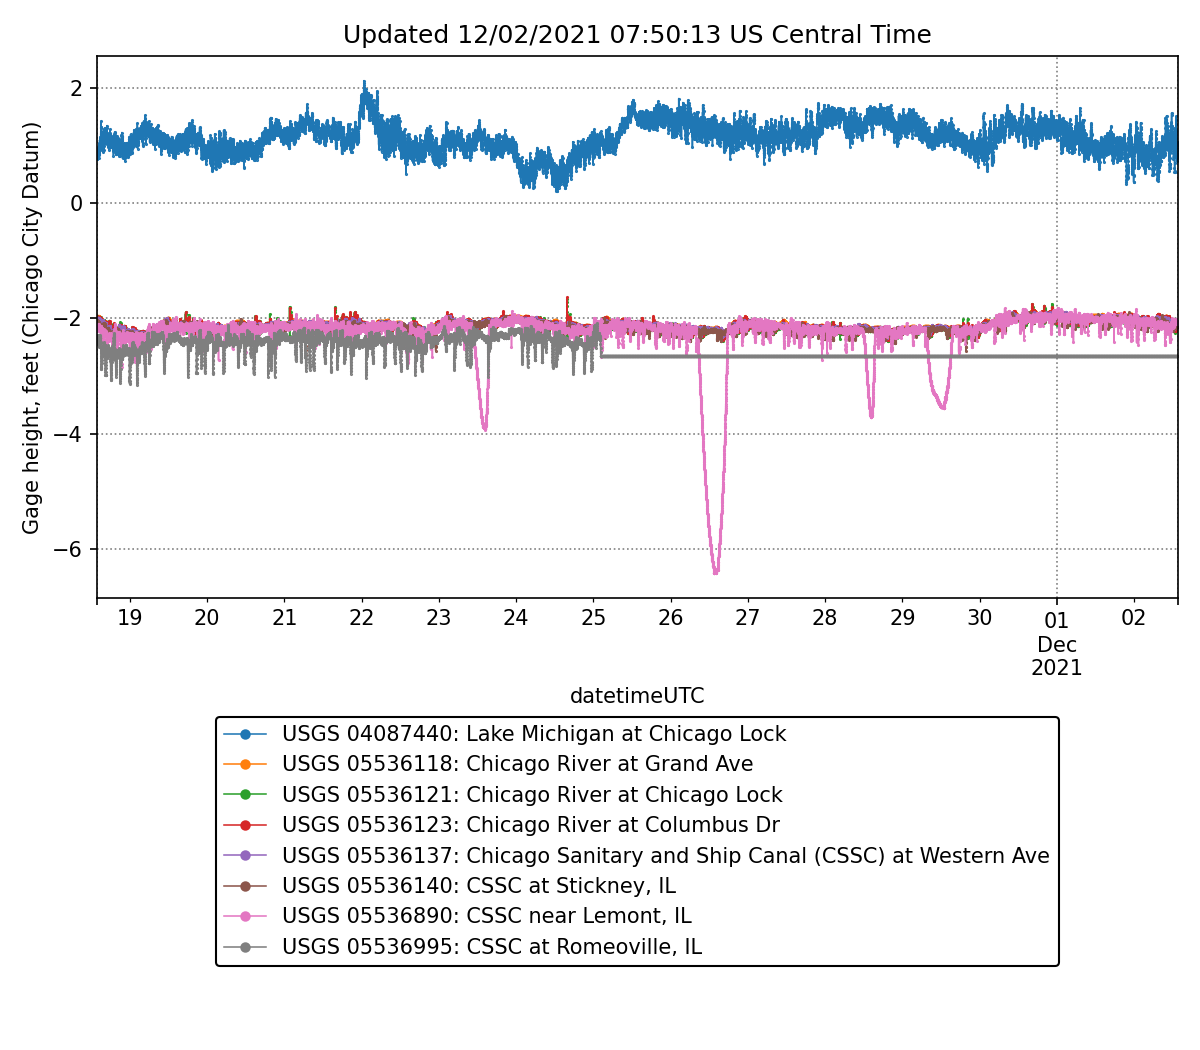 Updated 12/02/2021 07:50:13 US Central Time
Gage height, feet (Chicago City Datum)
2
0
−2
−4
−6
19 20 21 22 23 24 25 26 27 28 29 30 01 02
Dec
2021
datetimeUTC
USGS 04087440: Lake Michigan at Chicago Lock
USGS 05536118: Chicago River at Grand Ave
USGS 05536121: Chicago River at Chicago Lock
USGS 05536123: Chicago River at Columbus Dr
USGS 05536137: Chicago Sanitary and Ship Canal (CSSC) at Western Ave
USGS 05536140: CSSC at Stickney, IL
USGS 05536890: CSSC near Lemont, IL
USGS 05536995: CSSC at Romeoville, IL